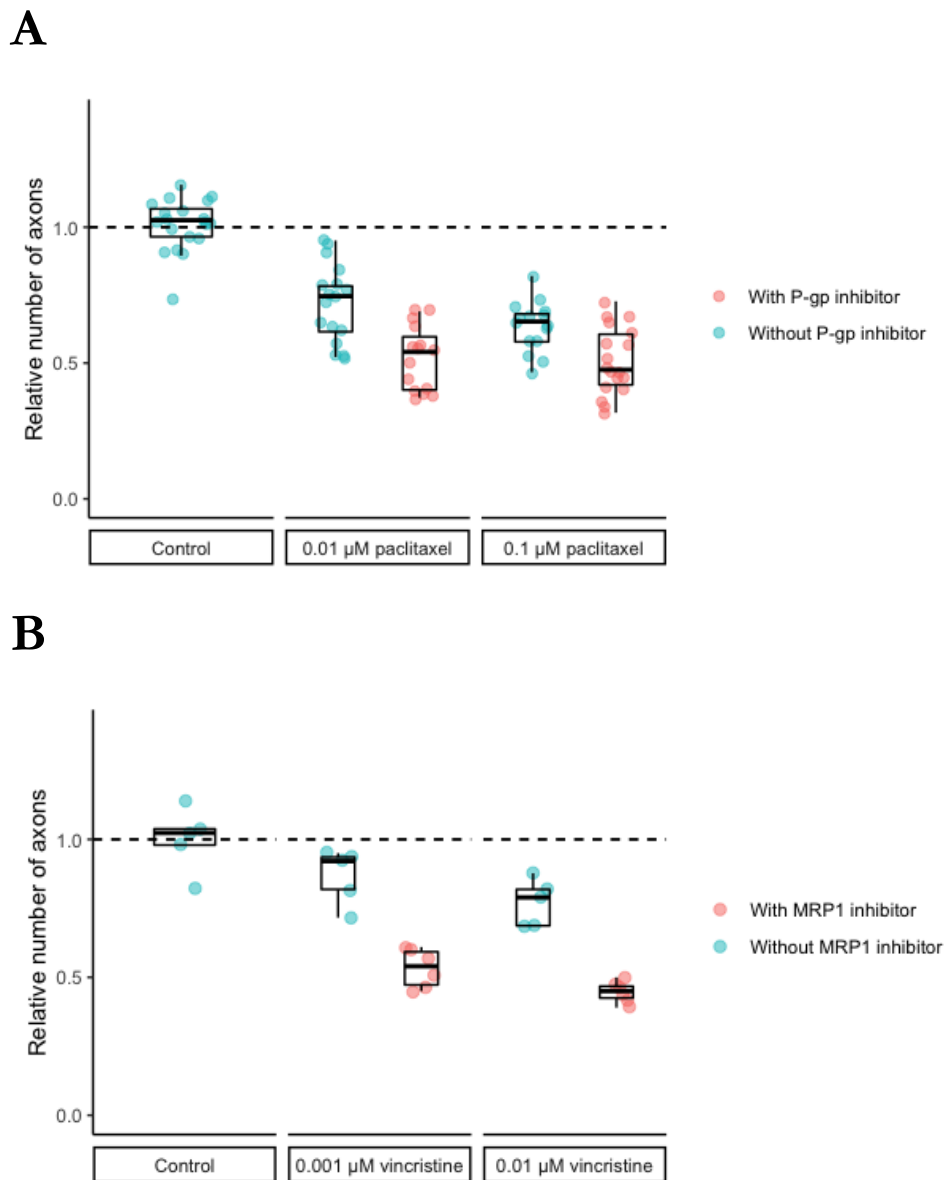 A
Relative number of axons
1.0
0.5
0.0
Control
0.01 µM paclitaxel
0.1 µM paclitaxel
With P-gp inhibitor
Without P-gp inhibitor
B
Relative number of axons
1.0
0.5
0.0
Control
0.001 µM vincristine
0.01 µM vincristine
With MRP1 inhibitor
Without MRP1 inhibitor